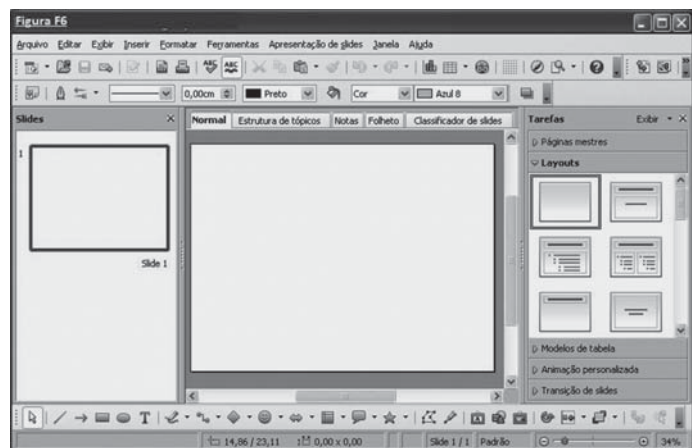 Figura F6
Arquivo Editar Exibir Inserir Formatar Ferramentas Apresentação de slides Janela Ajuda
ABC ABC
0,00cm Preto Cor Azul 8
Slides Normal Estrutura de tópicos Notas Folheto Classificador de slides Tarefas Exibir
Páginas mestres
1 Layouts
Slide 1
Modelos de tabela
Animação personalizada
Transição de slides
T
14,86 / 23,11 0,00 x 0,00 Slide 1 / 1 Padrão 34%